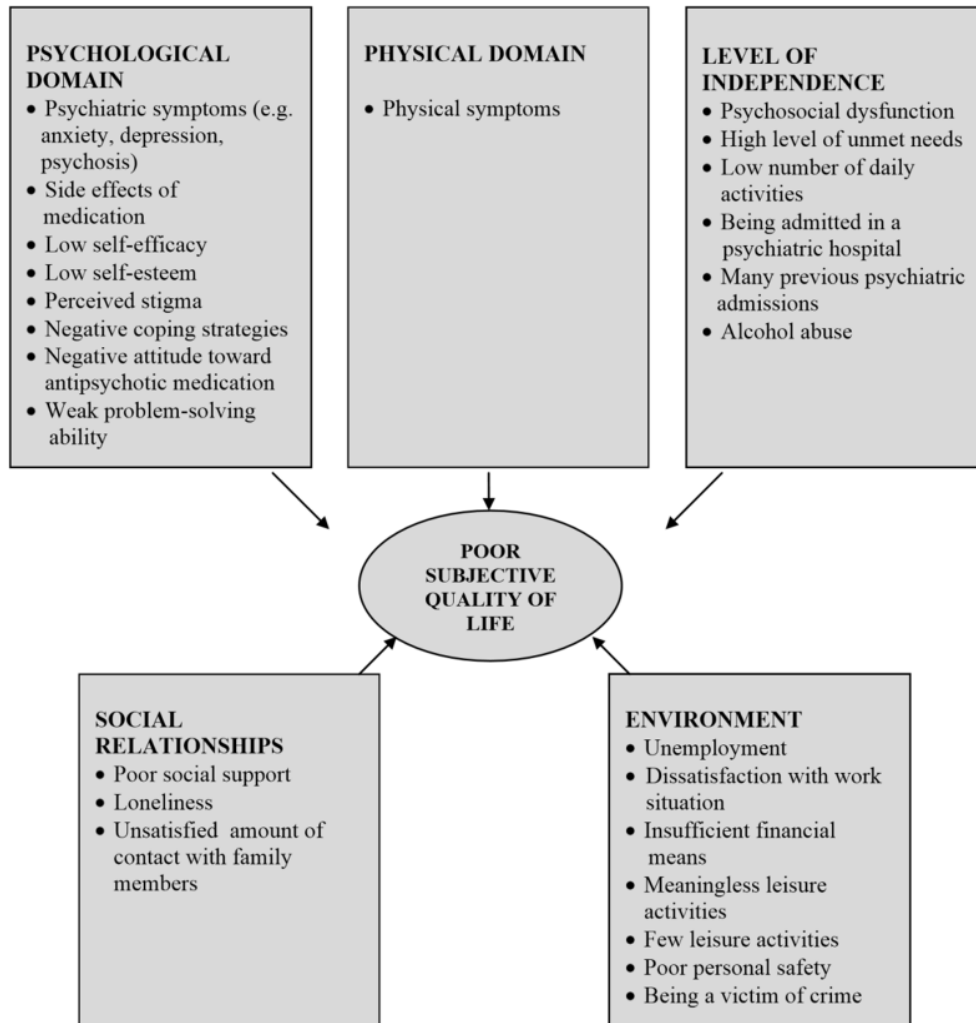 PSYCHOLOGICAL
DOMAIN
• Psychiatric symptoms (e.g.
anxiety, depression,
psychosis)
• Side effects of
medication
• Low self-efficacy
• Low self-esteem
• Perceived stigma
• Negative coping strategies
• Negative attitude toward
antipsychotic medication
• Weak problem-solving
ability
PHYSICAL DOMAIN
• Physical symptoms
LEVEL OF
INDEPENDENCE
• Psychosocial dysfunction
• High level of unmet needs
• Low number of daily
activities
• Being admitted in a
psychiatric hospital
• Many previous psychiatric
admissions
• Alcohol abuse
POOR
SUBJECTIVE
QUALITY OF
LIFE
SOCIAL
RELATIONSHIPS
• Poor social support
• Loneliness
• Unsatisfied amount of
contact with family
members
ENVIRONMENT
• Unemployment
• Dissatisfaction with work
situation
• Insufficient financial
means
• Meaningless leisure
activities
• Few leisure activities
• Poor personal safety
• Being a victim of crime